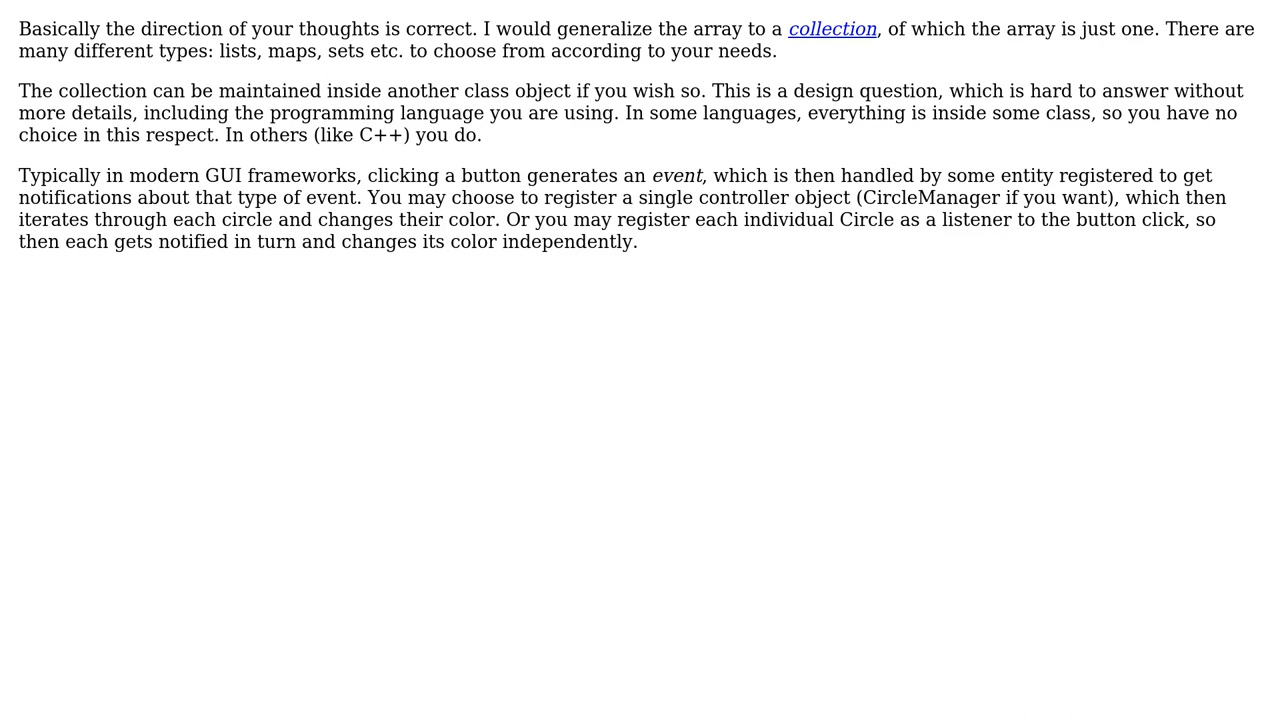 Basically the direction of your thoughts is correct. I would generalize the array to a collection, of which the array is just one. There are
many different types: lists, maps, sets etc. to choose from according to your needs.
The collection can be maintained inside another class object if you wish so. This is a design question, which is hard to answer without
more details, including the programming language you are using. In some languages, everything is inside some class, so you have no
choice in this respect. In others (like C++) you do.
Typically in modern GUI frameworks, clicking a button generates an event, which is then handled by some entity registered to get
notifications about that type of event. You may choose to register a single controller object (CircleManager if you want), which then
iterates through each circle and changes their color. Or you may register each individual Circle as a listener to the button click, so
then each gets notified in turn and changes its color independently.